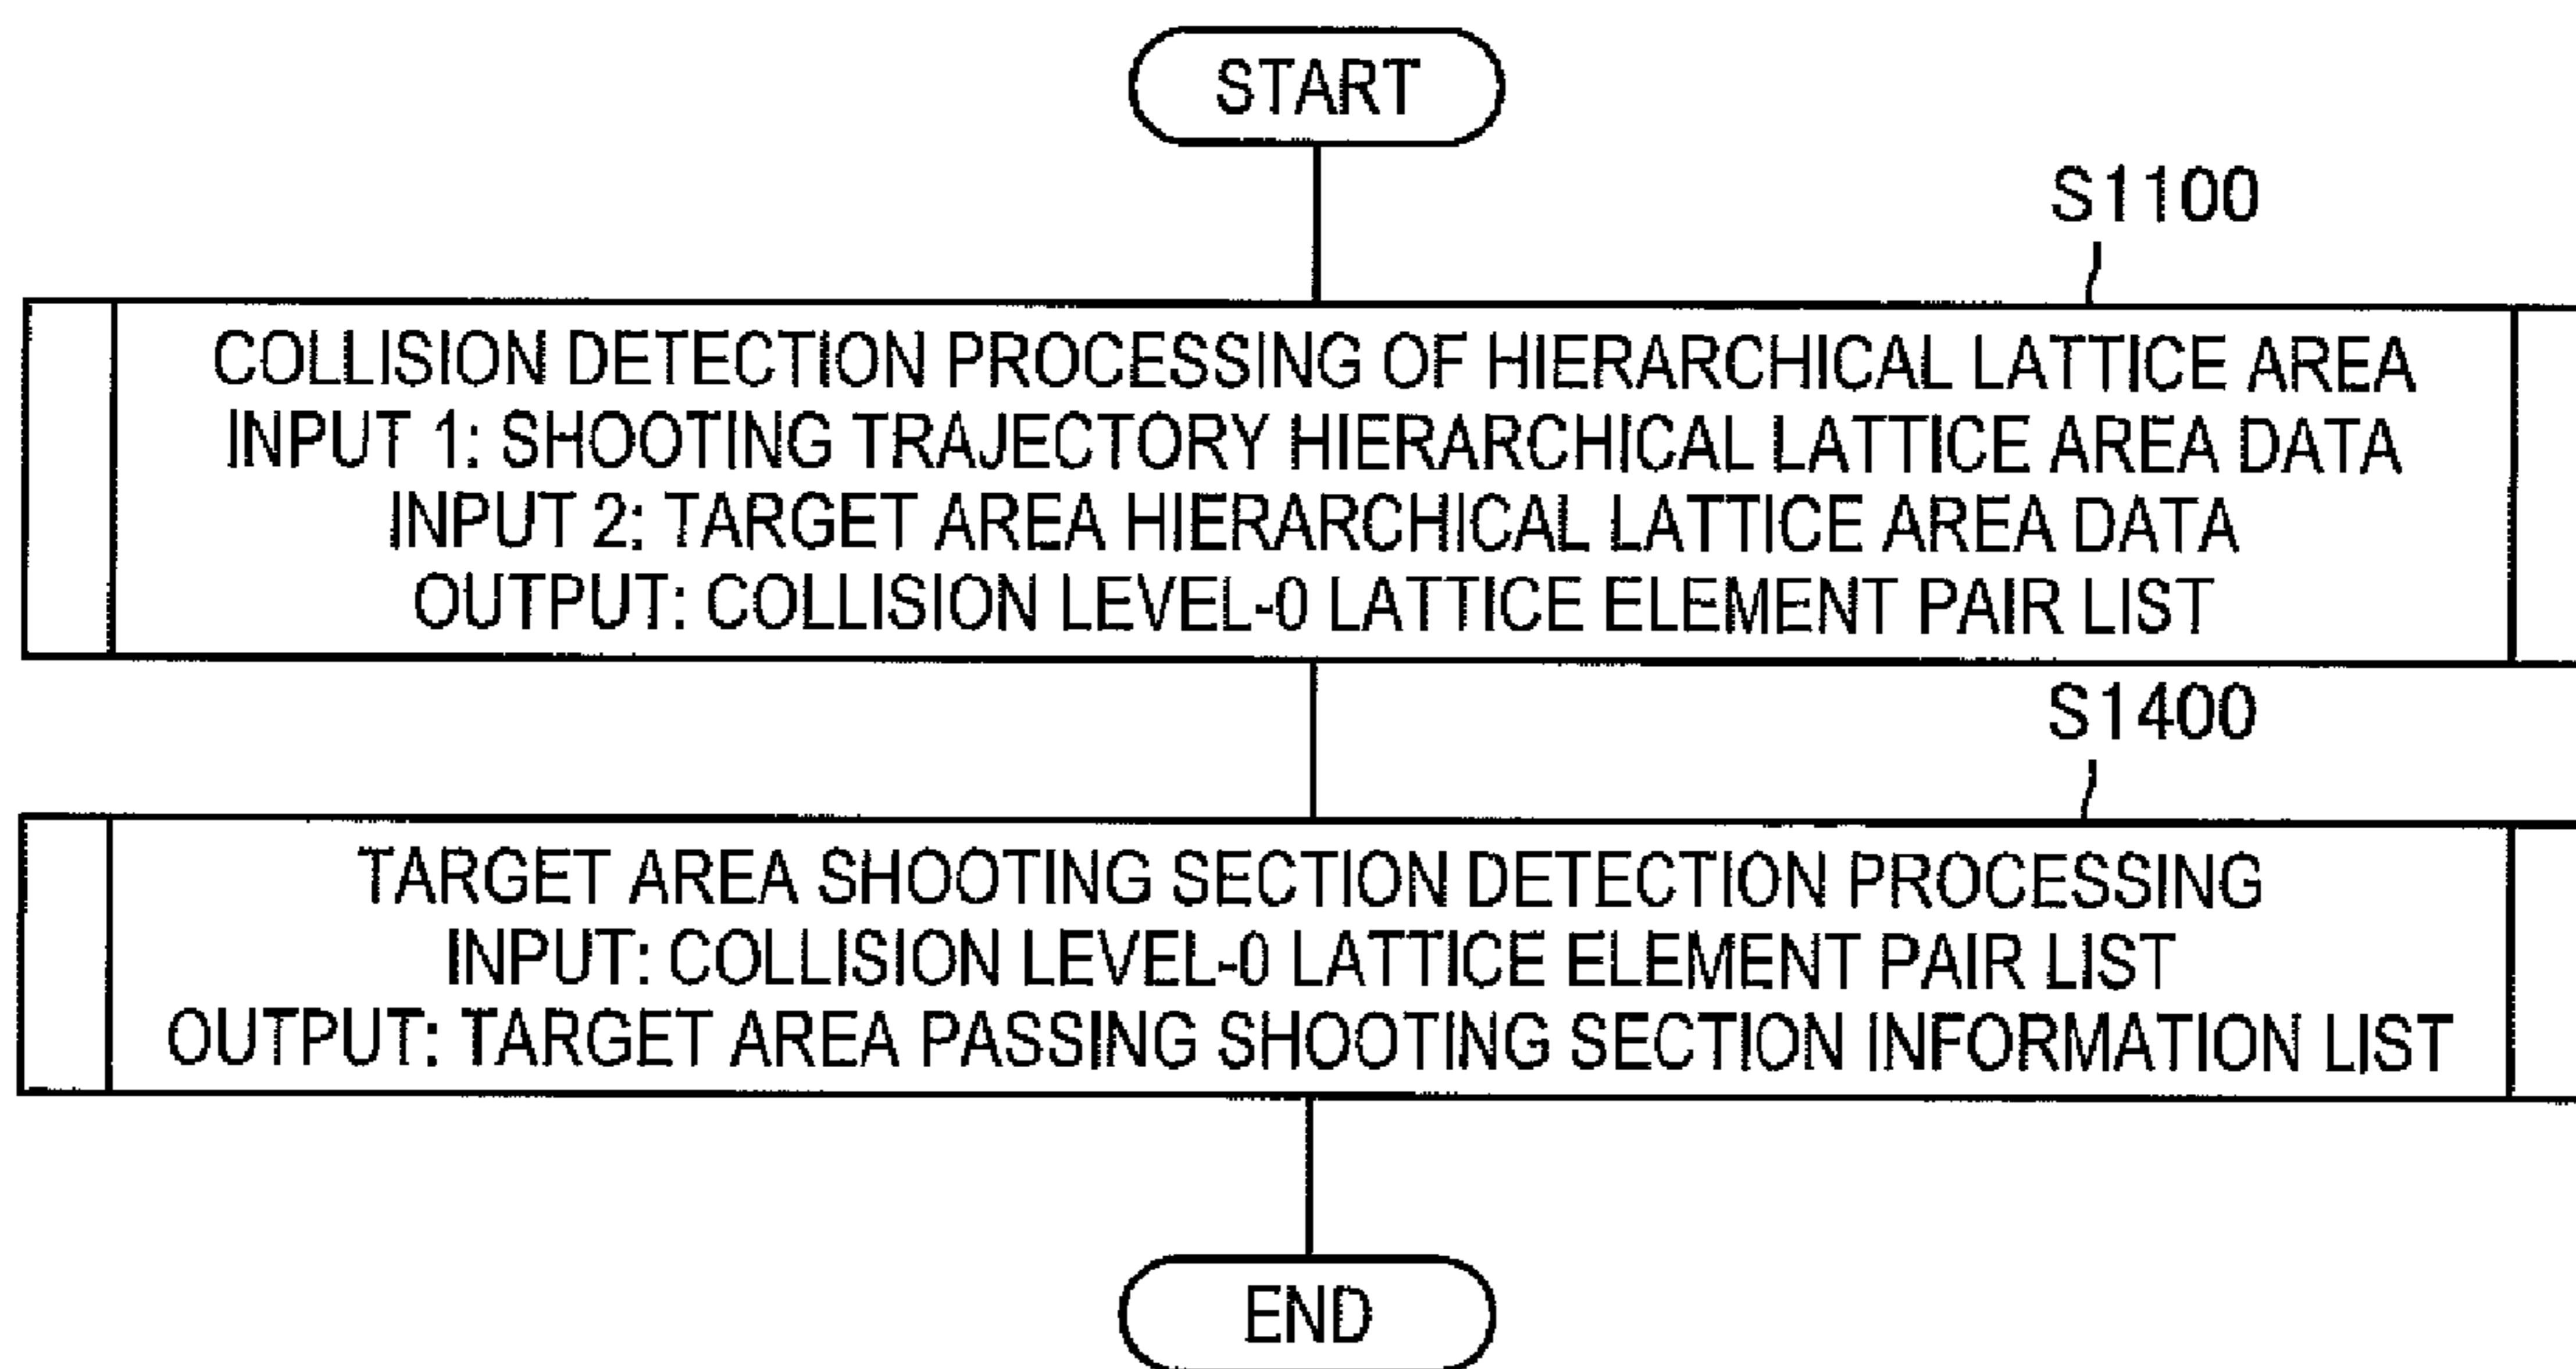 START
S1100
COLLISION DETECTION PROCESSING OF HIERARCHICAL LATTICE AREA
INPUT 1: SHOOTING TRAJECTORY HIERARCHICAL LATTICE AREA DATA
INPUT 2: TARGET AREA HIERARCHICAL LATTICE AREA DATA
OUTPUT: COLLISION LEVEL-0 LATTICE ELEMENT PAIR LIST
S1400
TARGET AREA SHOOTING SECTION DETECTION PROCESSING
INPUT: COLLISION LEVEL-0 LATTICE ELEMENT PAIR LIST
OUTPUT: TARGET AREA PASSING SHOOTING SECTION INFORMATION LIST
END